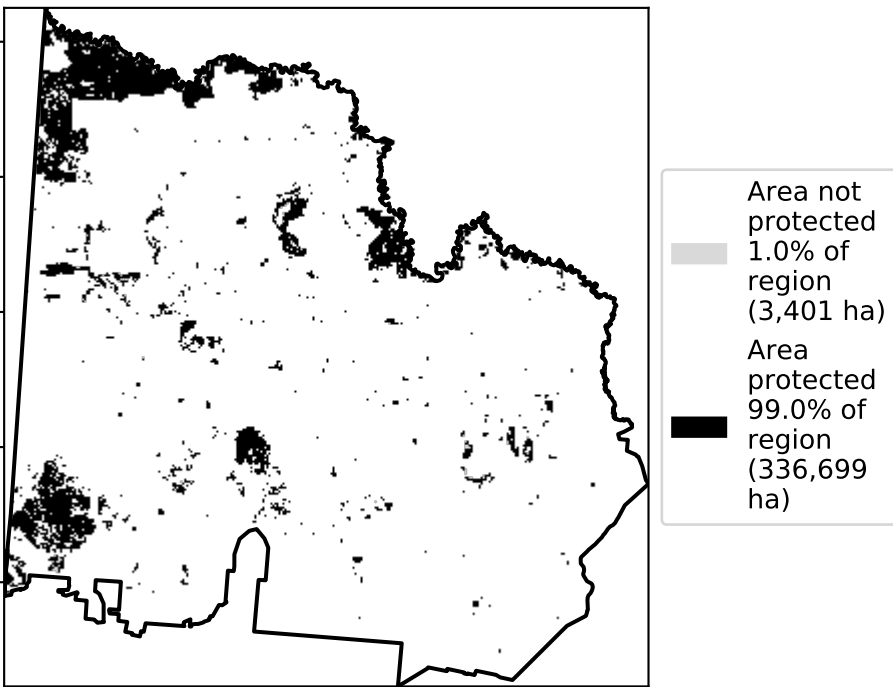 Area not
protected
1.0% of
region
(3,401 ha)
Area
protected
99.0% of
region
(336,699
ha)